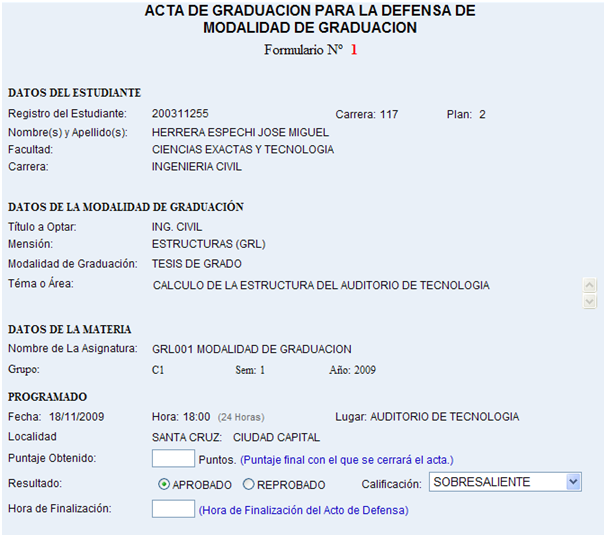 ACTA DE GRADUACION PARA LA DEFENSA DE
MODALIDAD DE GRADUACION
Formulario Nº 1
DATOS DEL ESTUDIANTE
Registro del Estudiante: 200311255 Carrera: 117 Plan: 2
Nombre(s) y Apellido(s): HERRERA ESPECHI JOSE MIGUEL
Facultad: CIENCIAS EXACTAS Y TECNOLOGIA
Carrera: INGENIERIA CIVIL
DATOS DE LA MODALIDAD DE GRADUACIÓN
Título a Optar: ING. CIVIL
Mensión: ESTRUCTURAS (GRL)
Modalidad de Graduación: TESIS DE GRADO
Téma o Área: CALCULO DE LA ESTRUCTURA DEL AUDITORIO DE TECNOLOGIA
DATOS DE LA MATERIA
Nombre de La Asignatura: GRL001 MODALIDAD DE GRADUACION
Grupo: C1 Sem: 1 Año: 2009
PROGRAMADO
Fecha: 18/11/2009 Hora: 18:00 (24 Horas) Lugar: AUDITORIO DE TECNOLOGIA
Localidad SANTA CRUZ: CIUDAD CAPITAL
Puntaje Obtenido: Puntos. (Puntaje final con el que se cerrará el acta.)
Resultado: APROBADO REPROBADO Calificación: SOBRESALIENTE
Hora de Finalización: (Hora de Finalización del Acto de Defensa)